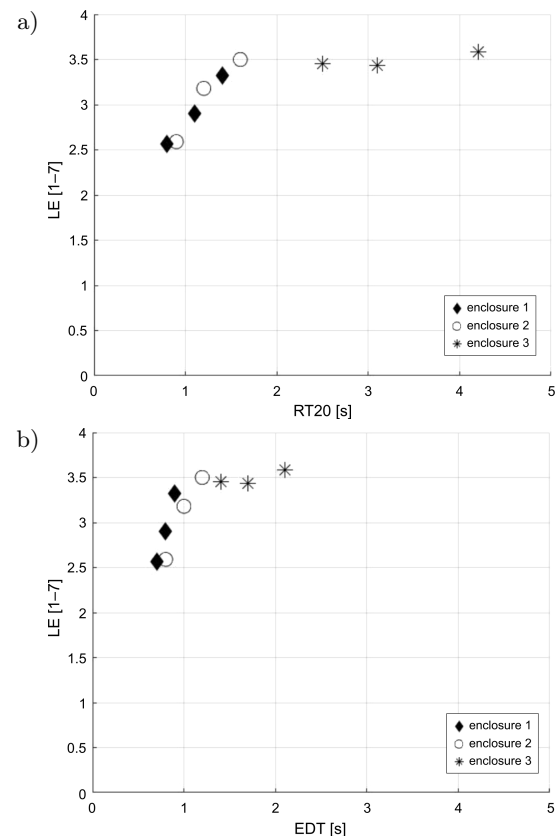 a)
4
3.5
3
2.5
2
1.5
1
0.5
0
LE [1–7]
0 1 2 3 4 5
RT20 [s]
enclosure 1
enclosure 2
enclosure 3
b)
4
3.5
3
2.5
2
1.5
1
0.5
0
LE [1–7]
0 1 2 3 4 5
EDT [s]
enclosure 1
enclosure 2
enclosure 3